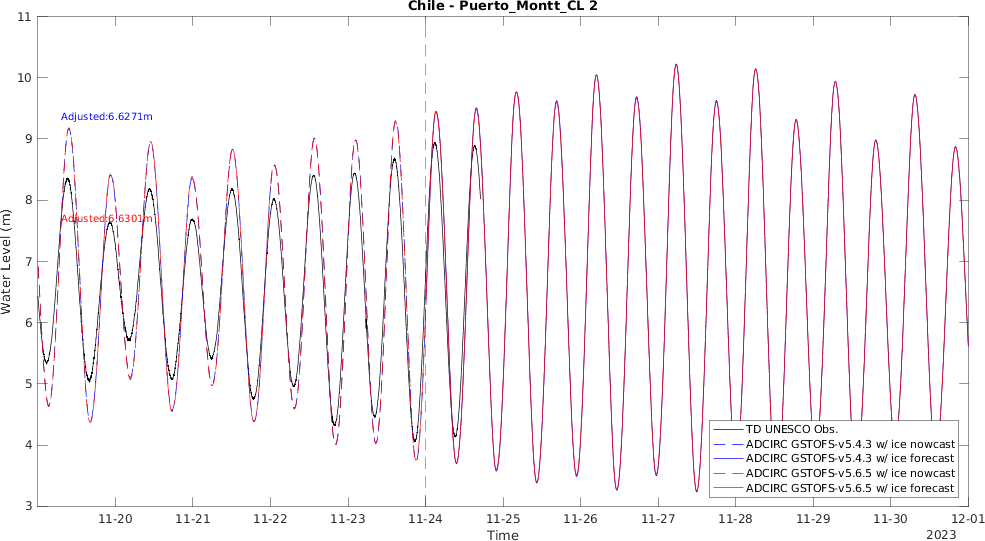 Chile - Puerto_Montt_CL 2
11
10
9
8
7
6
5
4
3
Water Level (m)
Adjusted:6.6271m
Adjusted:6.6301m
TD UNESCO Obs.
ADCIRC GSTOFS-v5.4.3 w/ ice nowcast
ADCIRC GSTOFS-v5.4.3 w/ ice forecast
ADCIRC GSTOFS-v5.6.5 w/ ice nowcast
ADCIRC GSTOFS-v5.6.5 w/ ice forecast
11-20 11-21 11-22 11-23 11-24 11-25 11-26 11-27 11-28 11-29 11-30 12-01
Time
2023